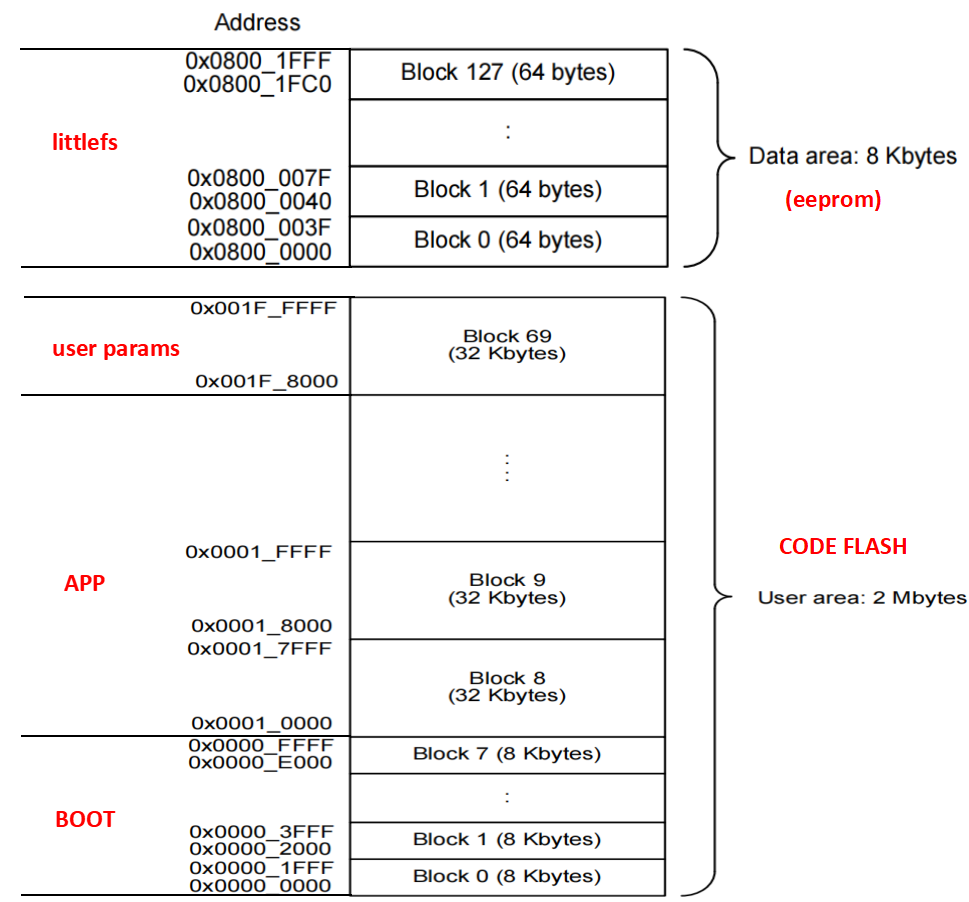 Address
0x0800_1FFF
0x0800_1FC0
Block 127 (64 bytes)
littlefs
:
Data area: 8 Kbytes
(eeprom)
0x0800_007F
0x0800_0040
Block 1 (64 bytes)
0x0800_003F
0x0800_0000
Block 0 (64 bytes)
0x001F_FFFF
user params
Block 69
(32 Kbytes)
0x001F_8000
:
:
CODE FLASH
User area: 2 Mbytes
0x0001_FFFF
APP
Block 9
(32 Kbytes)
0x0001_8000
0x0001_7FFF
Block 8
(32 Kbytes)
0x0001_0000
0x0000_FFFF
0x0000_E000
Block 7 (8 Kbytes)
BOOT
:
0x0000_3FFF
0x0000_2000
Block 1 (8 Kbytes)
0x0000_1FFF
0x0000_0000
Block 0 (8 Kbytes)